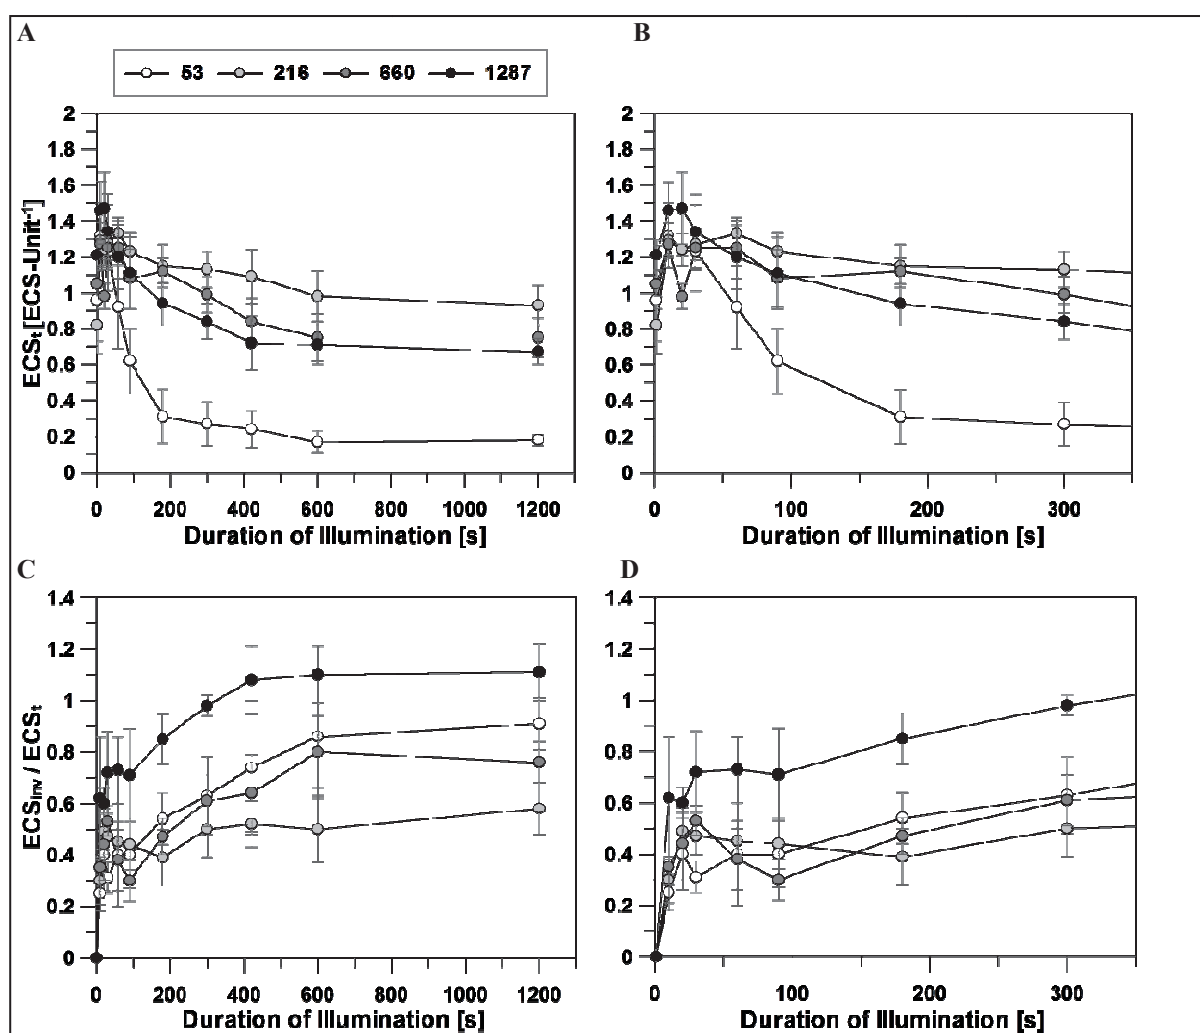 A
B
53 216 660 1287
2
1.8
1.6
1.4
1.2
1
0.8
0.6
0.4
0.2
0
ECSt [ECS-Unit-1]
0 200 400 600 800 1000 1200
Duration of Illumination [s]
2
1.8
1.6
1.4
1.2
1
0.8
0.6
0.4
0.2
0
0 100 200 300
Duration of Illumination [s]
C
D
1.4
1.2
1
0.8
0.6
0.4
0.2
0
ECSinv / ECSt
0 200 400 600 800 1000 1200
Duration of Illumination [s]
1.4
1.2
1
0.8
0.6
0.4
0.2
0
0 100 200 300
Duration of Illumination [s]